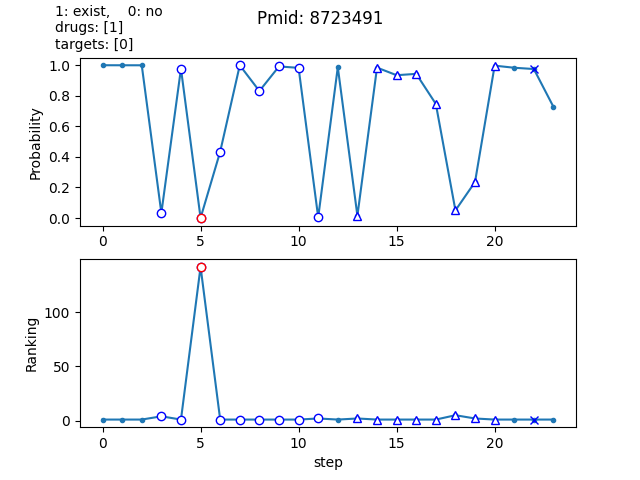 1: exist,    0: no
drugs: [1]
targets: [0]
Pmid: 8723491
Probability
1.0
0.8
0.6
0.4
0.2
0.0
0 5 10 15 20
Ranking
100
50
0
0 5 10 15 20
step